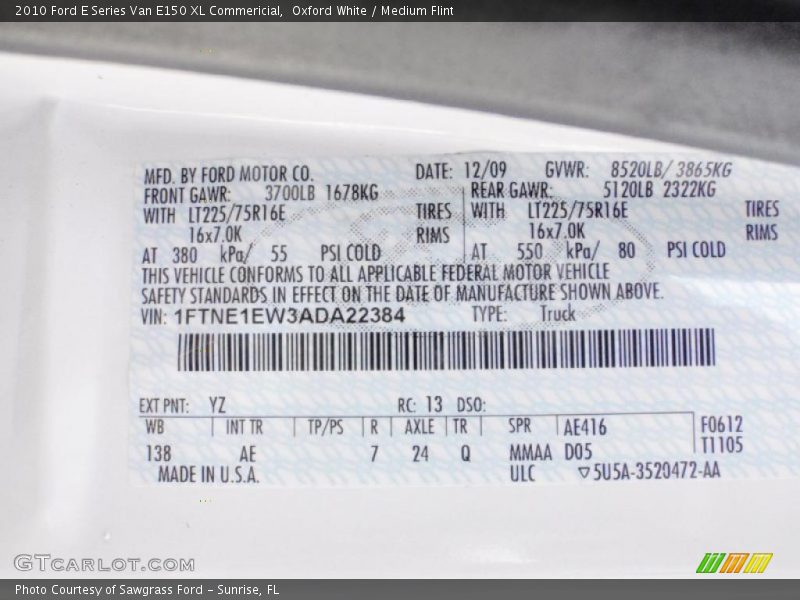 2010 Ford E Series Van E150 XL Commericial,  Oxford White / Medium Flint
MFD. BY FORD MOTOR CO. DATE: 12/09 GVWR: 8520LB/ 3865KG
FRONT GAWR: 3700LB 1678KG REAR GAWR: 5120LB 2322KG
WITH LT225/75R16E TIRES WITH LT225/75R16E TIRES
16x7.0K RIMS 16x7.0K RIMS
AT 380 kPa/ 55 PSI COLD AT 550 kPa/ 80 PSI COLD
THIS VEHICLE CONFORMS TO ALL APPLICABLE FEDERAL MOTOR VEHICLE
SAFETY STANDARDS IN EFFECT ON THE DATE OF MANUFACTURE SHOWN ABOVE.
VIN: 1FTNE1EW3ADA22384 TYPE: Truck
EXT PNT: YZ RC: 13 DSO:
WB INT TR TP/PS R AXLE TR SPR AE416 F0612
138 AE 7 24 Q MMAA D05 T1105
MADE IN U.S.A. ULC ▽5U5A-3520472-AA
GTCARLOT.COM
Photo Courtesy of Sawgrass Ford - Sunrise, FL